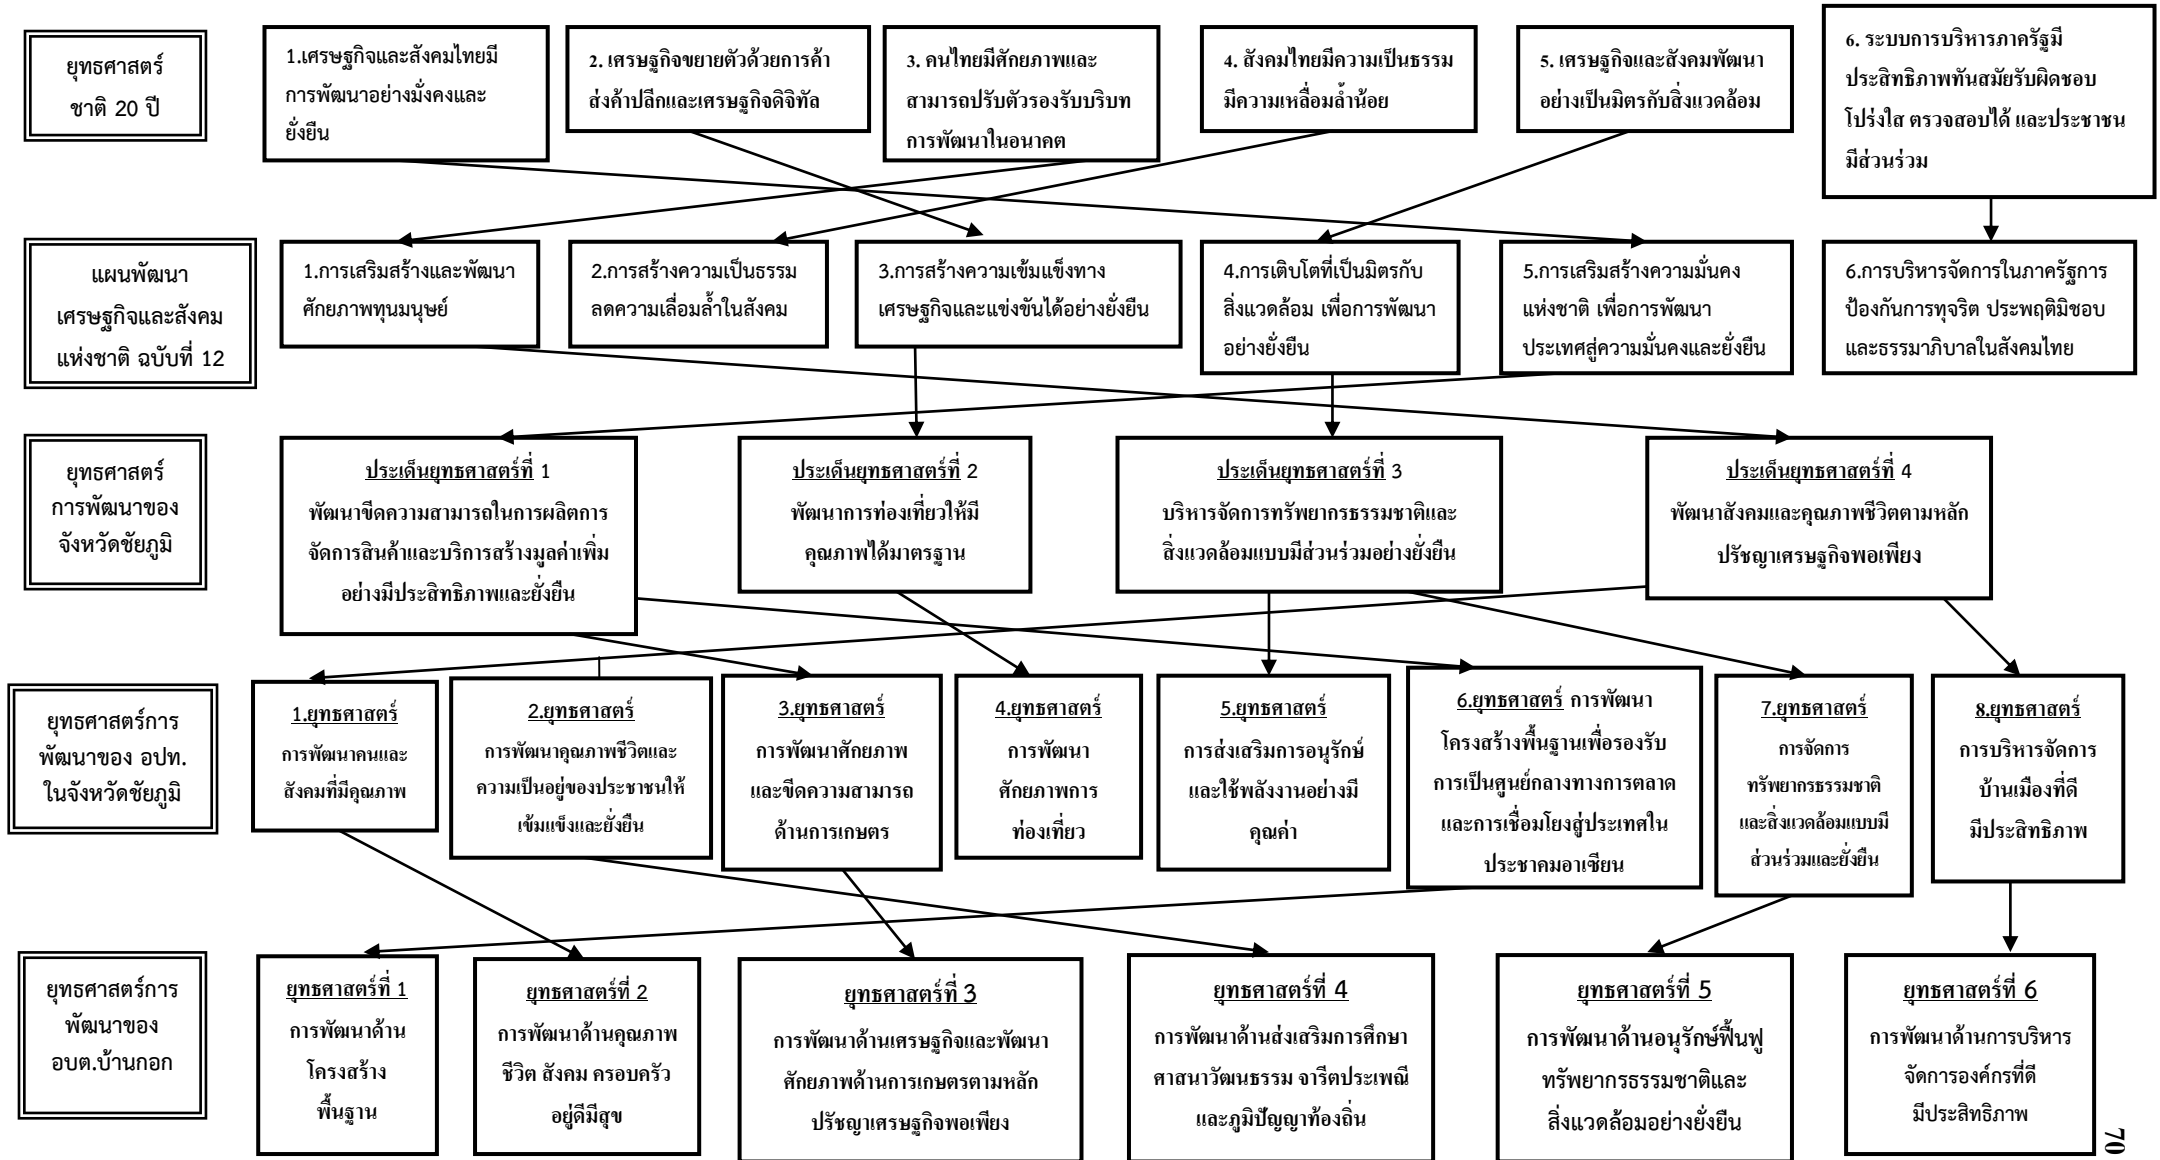 ยุทธศาสตร์
ชาติ 20 ปี
1.เศรษฐกิจและสังคมไทยมี
การพัฒนาอย่างมั่งคงและ
ยั่งยืน
2. เศรษฐกิจขยายตัวด้วยการค้า
ส่งค้าปลีกและเศรษฐกิจดิจิทัล
3. คนไทยมีศักยภาพและ
สามารถปรับตัวรองรับบริบท
การพัฒนาในอนาคต
4. สังคมไทยมีความเป็นธรรม
มีความเหลื่อมล้ำน้อย
5. เศรษฐกิจและสังคมพัฒนา
อย่างเป็นมิตรกับสิ่งแวดล้อม
6. ระบบการบริหารภาครัฐมี
ประสิทธิภาพทันสมัยรับผิดชอบ
โปร่งใส ตรวจสอบได้ และประชาชน
มีส่วนร่วม
แผนพัฒนา
เศรษฐกิจและสังคม
แห่งชาติ ฉบับที่ 12
1.การเสริมสร้างและพัฒนา
ศักยภาพทุนมนุษย์
2.การสร้างความเป็นธรรม
ลดความเลื่อมล้ำในสังคม
3.การสร้างความเข้มแข็งทาง
เศรษฐกิจและแข่งขันได้อย่างยั่งยืน
4.การเติบโตที่เป็นมิตรกับ
สิ่งแวดล้อม เพื่อการพัฒนา
อย่างยั่งยืน
5.การเสริมสร้างความมั่นคง
แห่งชาติ เพื่อการพัฒนา
ประเทศสู่ความมั่นคงและยั่งยืน
6.การบริหารจัดการในภาครัฐการ
ป้องกันการทุจริต ประพฤติมิชอบ
และธรรมาภิบาลในสังคมไทย
ยุทธศาสตร์
การพัฒนาของ
จังหวัดชัยภูมิ
ประเด็นยุทธศาสตร์ที่ 1
พัฒนาขีดความสามารถในการผลิตการ
จัดการสินค้าและบริการสร้างมูลค่าเพิ่ม
อย่างมีประสิทธิภาพและยั่งยืน
ประเด็นยุทธศาสตร์ที่ 2
พัฒนาการท่องเที่ยวให้มี
คุณภาพได้มาตรฐาน
ประเด็นยุทธศาสตร์ที่ 3
บริหารจัดการทรัพยากรธรรมชาติและ
สิ่งแวดล้อมแบบมีส่วนร่วมอย่างยั่งยืน
ประเด็นยุทธศาสตร์ที่ 4
พัฒนาสังคมและคุณภาพชีวิตตามหลัก
ปรัชญาเศรษฐกิจพอเพียง
ยุทธศาสตร์การ
พัฒนาของ อปท.
ในจังหวัดชัยภูมิ
1.ยุทธศาสตร์
การพัฒนาคนและ
สังคมที่มีคุณภาพ
2.ยุทธศาสตร์
การพัฒนาคุณภาพชีวิตและ
ความเป็นอยู่ของประชาชนให้
เข้มแข็งและยั่งยืน
3.ยุทธศาสตร์
การพัฒนาศักยภาพ
และขีดความสามารถ
ด้านการเกษตร
4.ยุทธศาสตร์
การพัฒนา
ศักยภาพการ
ท่องเที่ยว
5.ยุทธศาสตร์
การส่งเสริมการอนุรักษ์
และใช้พลังงานอย่างมี
คุณค่า
6.ยุทธศาสตร์ การพัฒนา
โครงสร้างพื้นฐานเพื่อรองรับ
การเป็นศูนย์กลางทางการตลาด
และการเชื่อมโยงสู่ประเทศใน
ประชาคมอาเซียน
7.ยุทธศาสตร์
การจัดการ
ทรัพยากรธรรมชาติ
และสิ่งแวดล้อมแบบมี
ส่วนร่วมและยั่งยืน
8.ยุทธศาสตร์
การบริหารจัดการ
บ้านเมืองที่ดี
มีประสิทธิภาพ
ยุทธศาสตร์การ
พัฒนาของ
อบต.บ้านกอก
ยุทธศาสตร์ที่ 1
การพัฒนาด้าน
โครงสร้าง
พื้นฐาน
ยุทธศาสตร์ที่ 2
การพัฒนาด้านคุณภาพ
ชีวิต สังคม ครอบครัว
อยู่ดีมีสุข
ยุทธศาสตร์ที่ 3
การพัฒนาด้านเศรษฐกิจและพัฒนา
ศักยภาพด้านการเกษตรตามหลัก
ปรัชญาเศรษฐกิจพอเพียง
ยุทธศาสตร์ที่ 4
การพัฒนาด้านส่งเสริมการศึกษา
ศาสนาวัฒนธรรม จารีตประเพณี
และภูมิปัญญาท้องถิ่น
ยุทธศาสตร์ที่ 5
การพัฒนาด้านอนุรักษ์ฟื้นฟู
ทรัพยากรธรรมชาติและ
สิ่งแวดล้อมอย่างยั่งยืน
ยุทธศาสตร์ที่ 6
การพัฒนาด้านการบริหาร
จัดการองค์กรที่ดี
มีประสิทธิภาพ
70